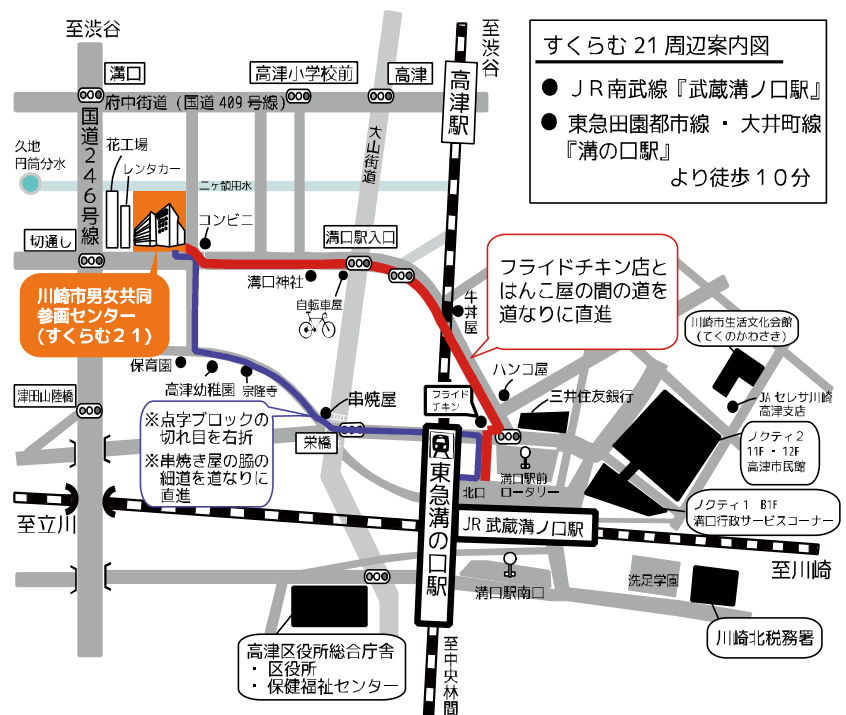 至渋谷
至渋谷
すくらむ21周辺案内図
● JR南武線『武蔵溝ノ口駅』
● 東急田園都市線・大井町線
『溝の口駅』
より徒歩10分
溝口
高津小学校前
高津
高津駅
府中街道(国道409号線)
国道246号線
大山街道
久地
円筒分水
花工場
レンタカー
二ヶ領用水
コンビニ
切通し
溝口駅入口
溝口神社
自転車屋
川崎市男女共同
参画センター
(すくらむ21)
フライドチキン店と
はんこ屋の間の道を
道なりに直進
牛丼屋
川崎市生活文化会館
(てくのかわさき)
保育園
高津幼稚園
宗隆寺
津田山陸橋
串焼屋
フライド
チキン
ハンコ屋
三井住友銀行
JAセレサ川崎
高津支店
※点字ブロックの
切れ目を右折
※串焼き屋の脇の
細道を道なりに
直進
栄橋
ノクティ2
11F・12F
高津市民館
溝口駅前
ロータリー
北口
ノクティ1 B1F
溝口行政サービスコーナー
至立川
東急溝の口駅
JR武蔵溝ノ口駅
至川崎
溝口駅南口
洗足学園
川崎北税務署
高津区役所総合庁舎
・区役所
・保健福祉センター
至中央林間